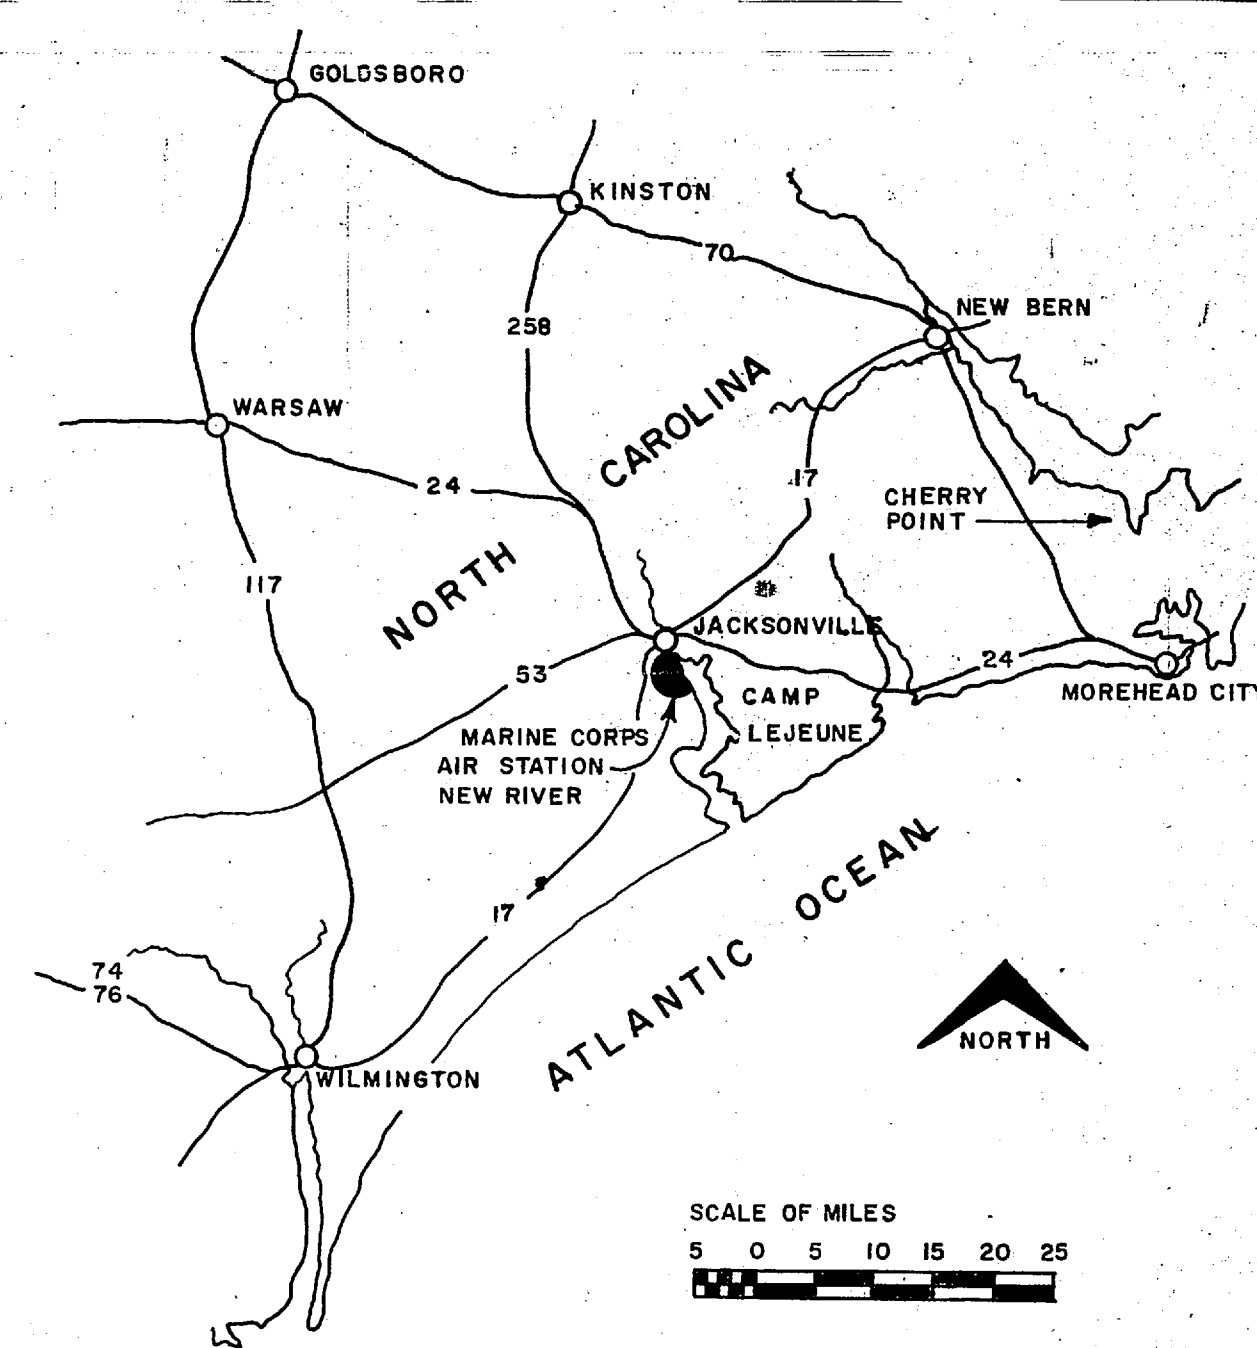 GOLDSBORO
KINSTON
70
NEW BERN
258
CAROLINA
WARSAW
24
17
CHERRY
POINT
NORTH
117
JACKSONVILLE
24
53
CAMP
LEJEUNE
MOREHEAD CIT
MARINE CORPS
AIR STATION
NEW RIVER
17
ATLANTIC OCEAN
74
76
NORTH
WILMINGTON
SCALE OF MILES
5 0 5 10 15 20 25